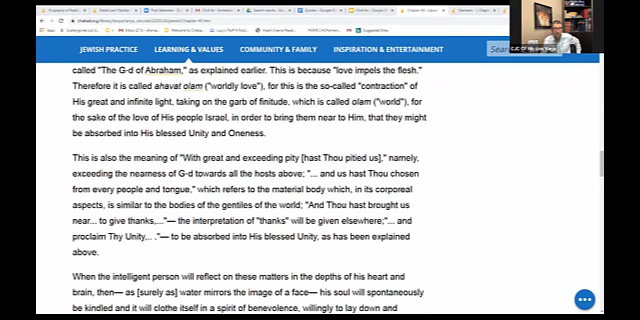 JEWISH PRACTICE LEARNING & VALUES COMMUNITY & FAMILY INSPIRATION & ENTERTAINMENT
called "The G-d of Abraham," as explained earlier. This is because "love impels the flesh."
Therefore it is called ahavat olam ("worldly love"), for this is the so-called "contraction" of
His great and infinite light, taking on the garb of finitude, which is called olam ("world"), for
the sake of the love of His people Israel, in order to bring them near to Him, that they might
be absorbed into His blessed Unity and Oneness.
This is also the meaning of "With great and exceeding pity [hast Thou pitied us]," namely,
exceeding the nearness of G-d towards all the hosts above; "... and us hast Thou chosen
from every people and tongue," which refers to the material body which, in its corporeal
aspects, is similar to the bodies of the gentiles of the world; "And Thou hast brought us
near... to give thanks,..."— the interpretation of "thanks" will be given elsewhere;"... and
proclaim Thy Unity,.. ."— to be absorbed into His blessed Unity, as has been explained
above.
When the intelligent person will reflect on these matters in the depths of his heart and
brain, then— as [surely as] water mirrors the image of a face— his soul will spontaneously
be kindled and it will clothe itself in a spirit of benevolence, willingly to lay down and